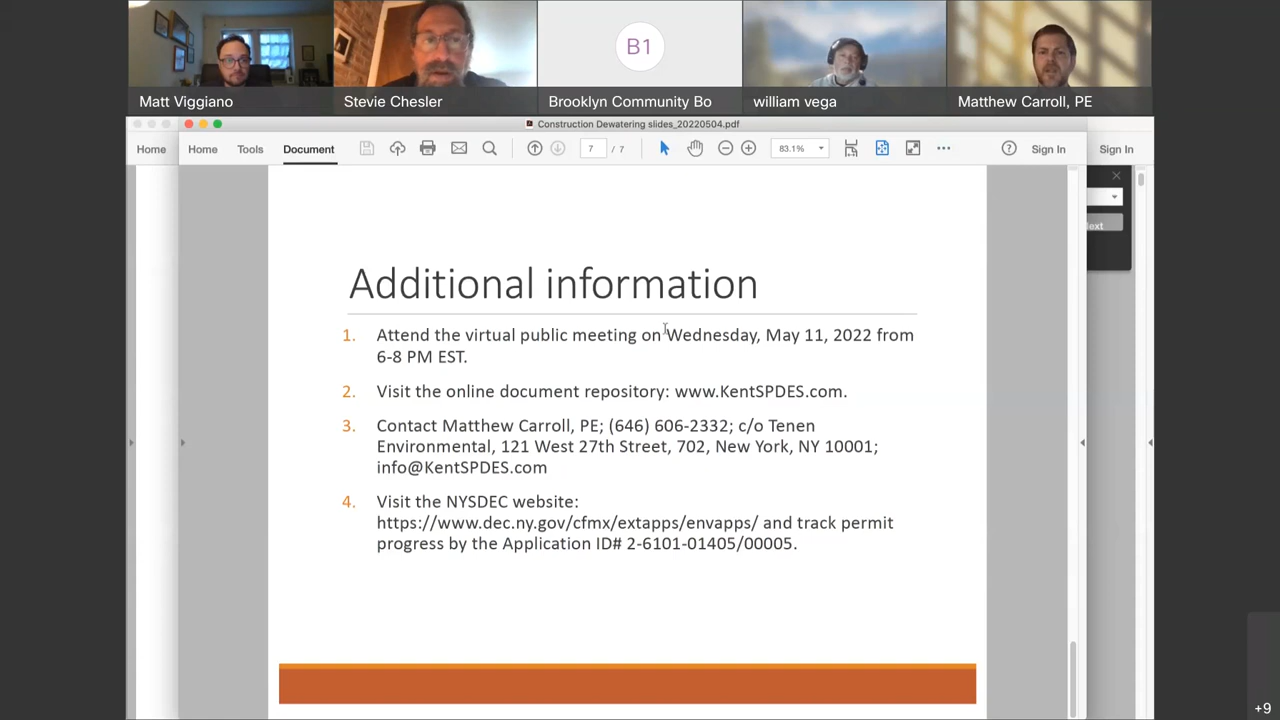 B1
Matt Viggiano
Stevie Chesler
Brooklyn Community Bo
william vega
Matthew Carroll, PE
Construction Dewatering slides_20220504.pdf
Home
Home
Tools
Document
7
/ 7
83.1%
Sign In
Sign In
Additional information
1. Attend the virtual public meeting on Wednesday, May 11, 2022 from
6-8 PM EST.
2. Visit the online document repository: www.KentSPDES.com.
3. Contact Matthew Carroll, PE; (646) 606-2332; c/o Tenen
Environmental, 121 West 27th Street, 702, New York, NY 10001;
info@KentSPDES.com
4. Visit the NYSDEC website:
https://www.dec.ny.gov/cfmx/extapps/envapps/ and track permit
progress by the Application ID# 2-6101-01405/00005.
+9